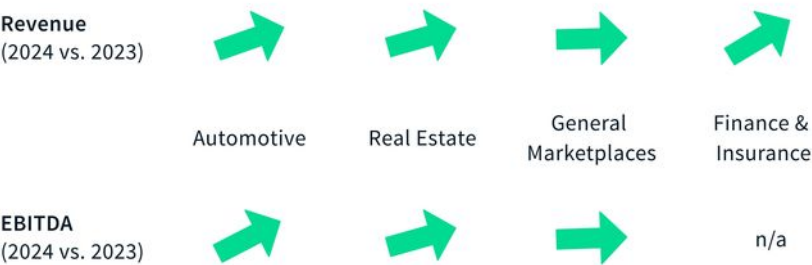 Revenue
(2024 vs. 2023)
Automotive
Real Estate
General
Marketplaces
Finance &
Insurance
EBITDA
(2024 vs. 2023)
n/a